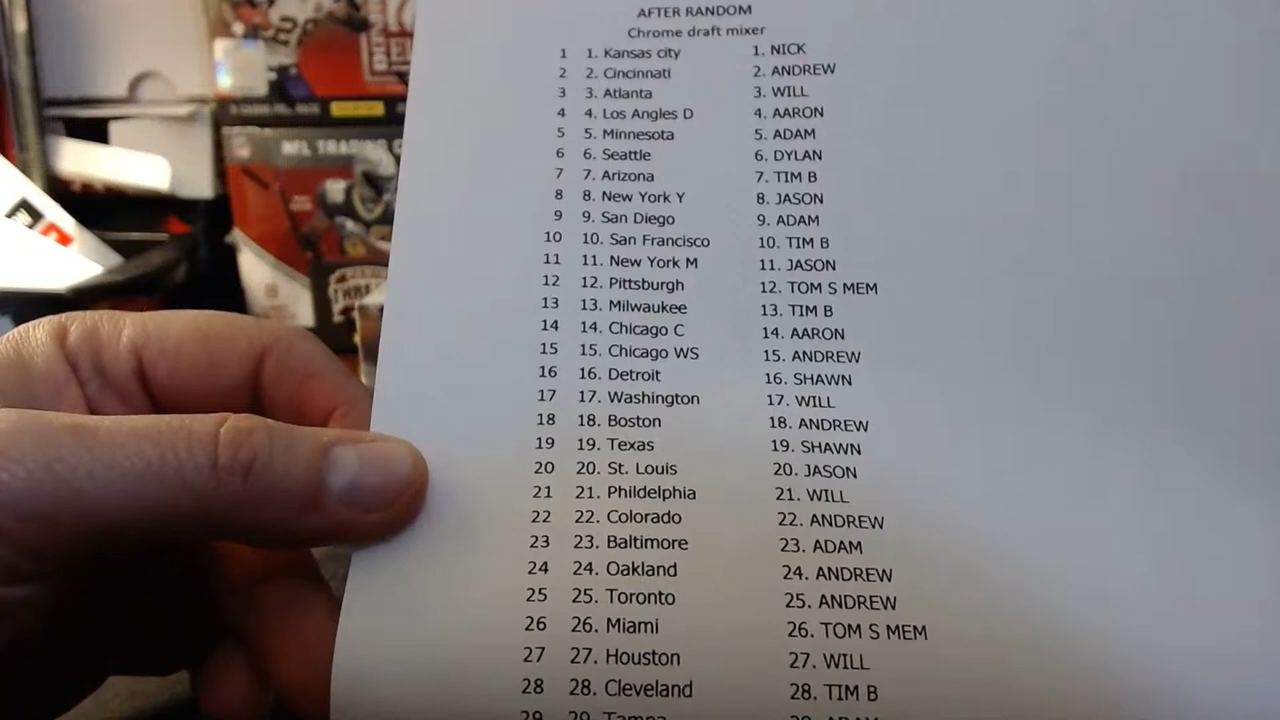 AFTER RANDOM
Chrome draft mixer
1 1. Kansas city 1. NICK
2 2. Cincinnati 2. ANDREW
3 3. Atlanta 3. WILL
4 4. Los Angles D 4. AARON
5 5. Minnesota 5. ADAM
6 6. Seattle 6. DYLAN
7 7. Arizona 7. TIM B
8 8. New York Y 8. JASON
9 9. San Diego 9. ADAM
10 10. San Francisco 10. TIM B
11 11. New York M 11. JASON
12 12. Pittsburgh 12. TOM S MEM
13 13. Milwaukee 13. TIM B
14 14. Chicago C 14. AARON
15 15. Chicago WS 15. ANDREW
16 16. Detroit 16. SHAWN
17 17. Washington 17. WILL
18 18. Boston 18. ANDREW
19 19. Texas 19. SHAWN
20 20. St. Louis 20. JASON
21 21. Phildelphia 21. WILL
22 22. Colorado 22. ANDREW
23 23. Baltimore 23. ADAM
24 24. Oakland 24. ANDREW
25 25. Toronto 25. ANDREW
26 26. Miami 26. TOM S MEM
27 27. Houston 27. WILL
28 28. Cleveland 28. TIM B
29 29. Tampa 29. ADAM
NFL TRADING